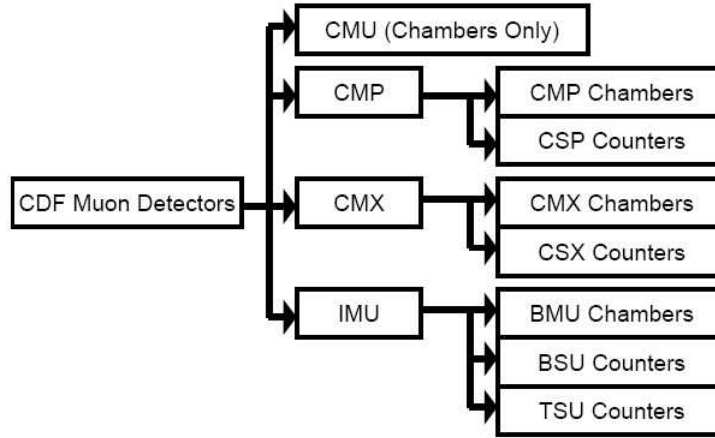 CMU (Chambers Only)
CMP
CMP Chambers
CSP Counters
CDF Muon Detectors
CMX
CMX Chambers
CSX Counters
IMU
BMU Chambers
BSU Counters
TSU Counters